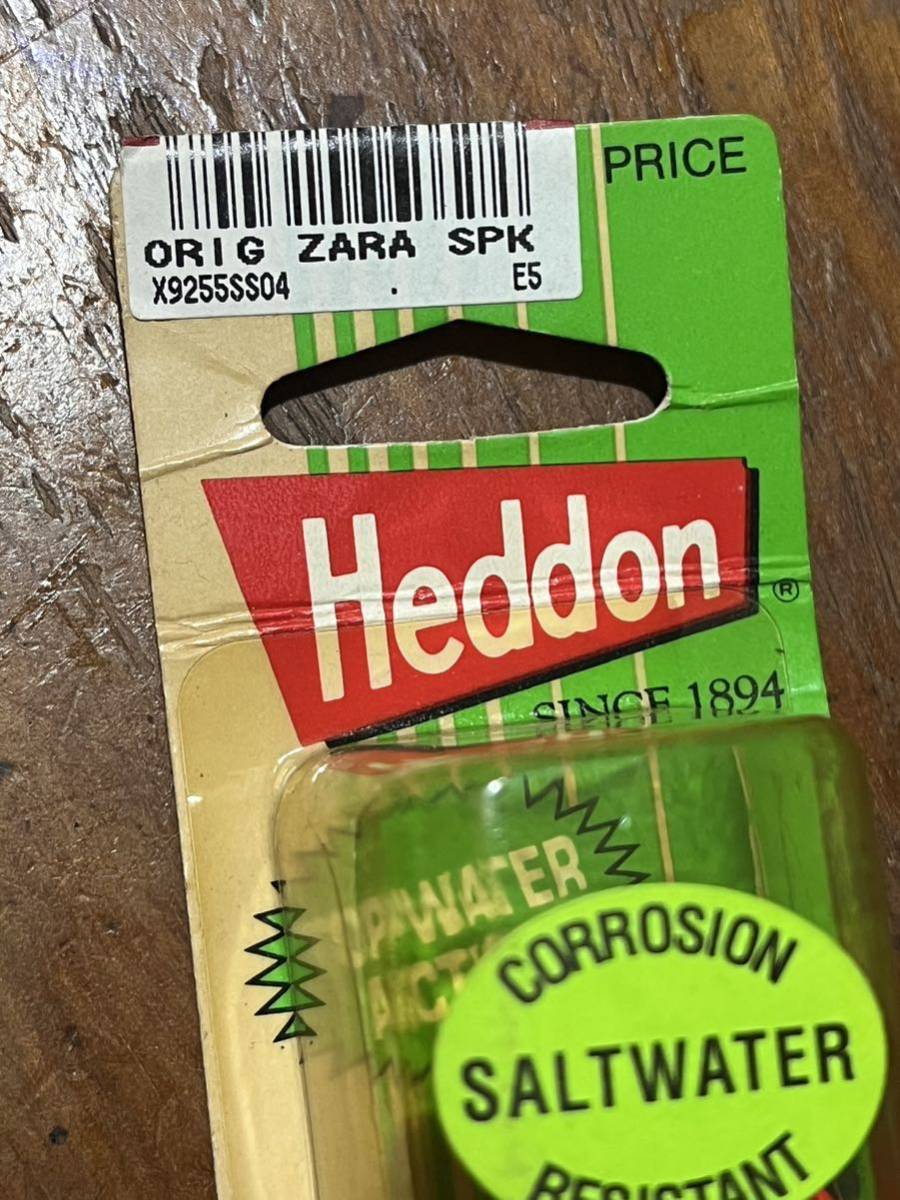 PRICE
ORIG ZARA SPK
X9255SS04 . E5
Heddon
®
SINCE 1894
CORROSION
SALTWATER
RESISTANT